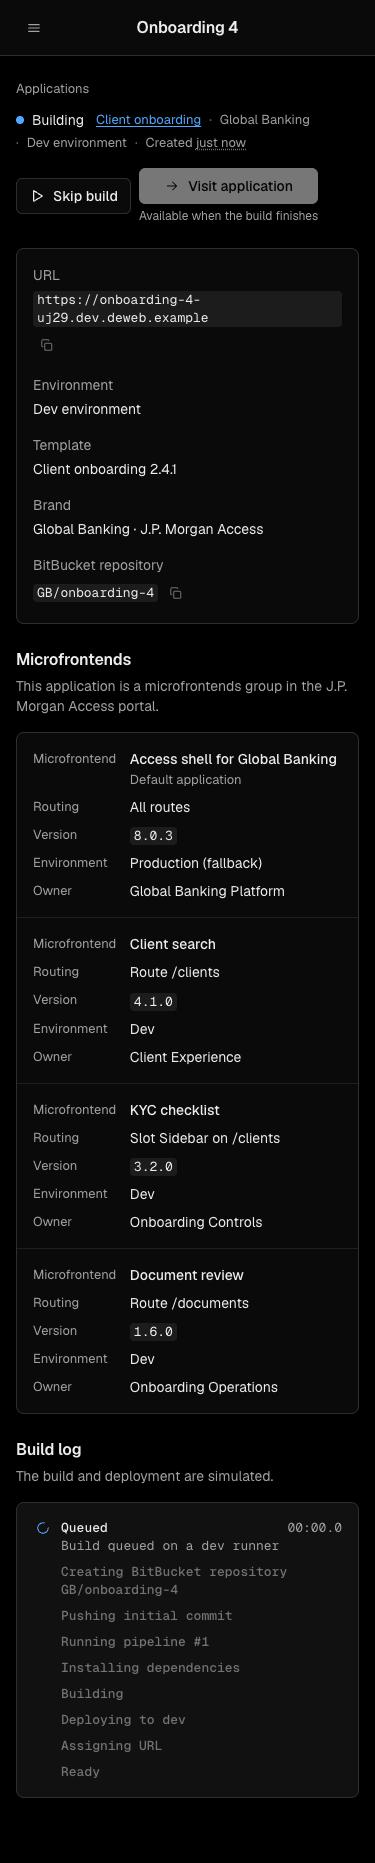 Onboarding 4
Applications
Building Client onboarding · Global Banking
· Dev environment · Created just now
Skip build
Visit application
Available when the build finishes
URL
https://onboarding-4-
uj29.dev.deweb.example
Environment
Dev environment
Template
Client onboarding 2.4.1
Brand
Global Banking · J.P. Morgan Access
BitBucket repository
GB/onboarding-4
Microfrontends
This application is a microfrontends group in the J.P.
Morgan Access portal.
Microfrontend Access shell for Global Banking
Default application
Routing All routes
Version 8.0.3
Environment Production (fallback)
Owner Global Banking Platform
Microfrontend Client search
Routing Route /clients
Version 4.1.0
Environment Dev
Owner Client Experience
Microfrontend KYC checklist
Routing Slot Sidebar on /clients
Version 3.2.0
Environment Dev
Owner Onboarding Controls
Microfrontend Document review
Routing Route /documents
Version 1.6.0
Environment Dev
Owner Onboarding Operations
Build log
The build and deployment are simulated.
Queued 00:00.0
Build queued on a dev runner
Creating BitBucket repository
GB/onboarding-4
Pushing initial commit
Running pipeline #1
Installing dependencies
Building
Deploying to dev
Assigning URL
Ready